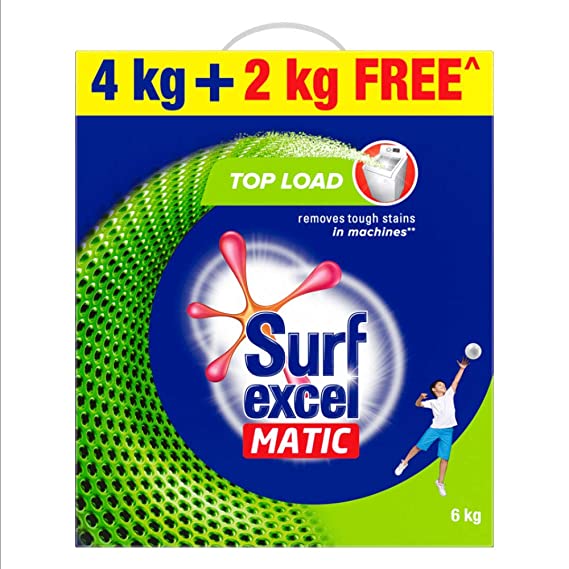 4 kg + 2 kg FREE^
TOP LOAD
removes tough stains
in machines**
Surf
excel
MATIC
6 kg